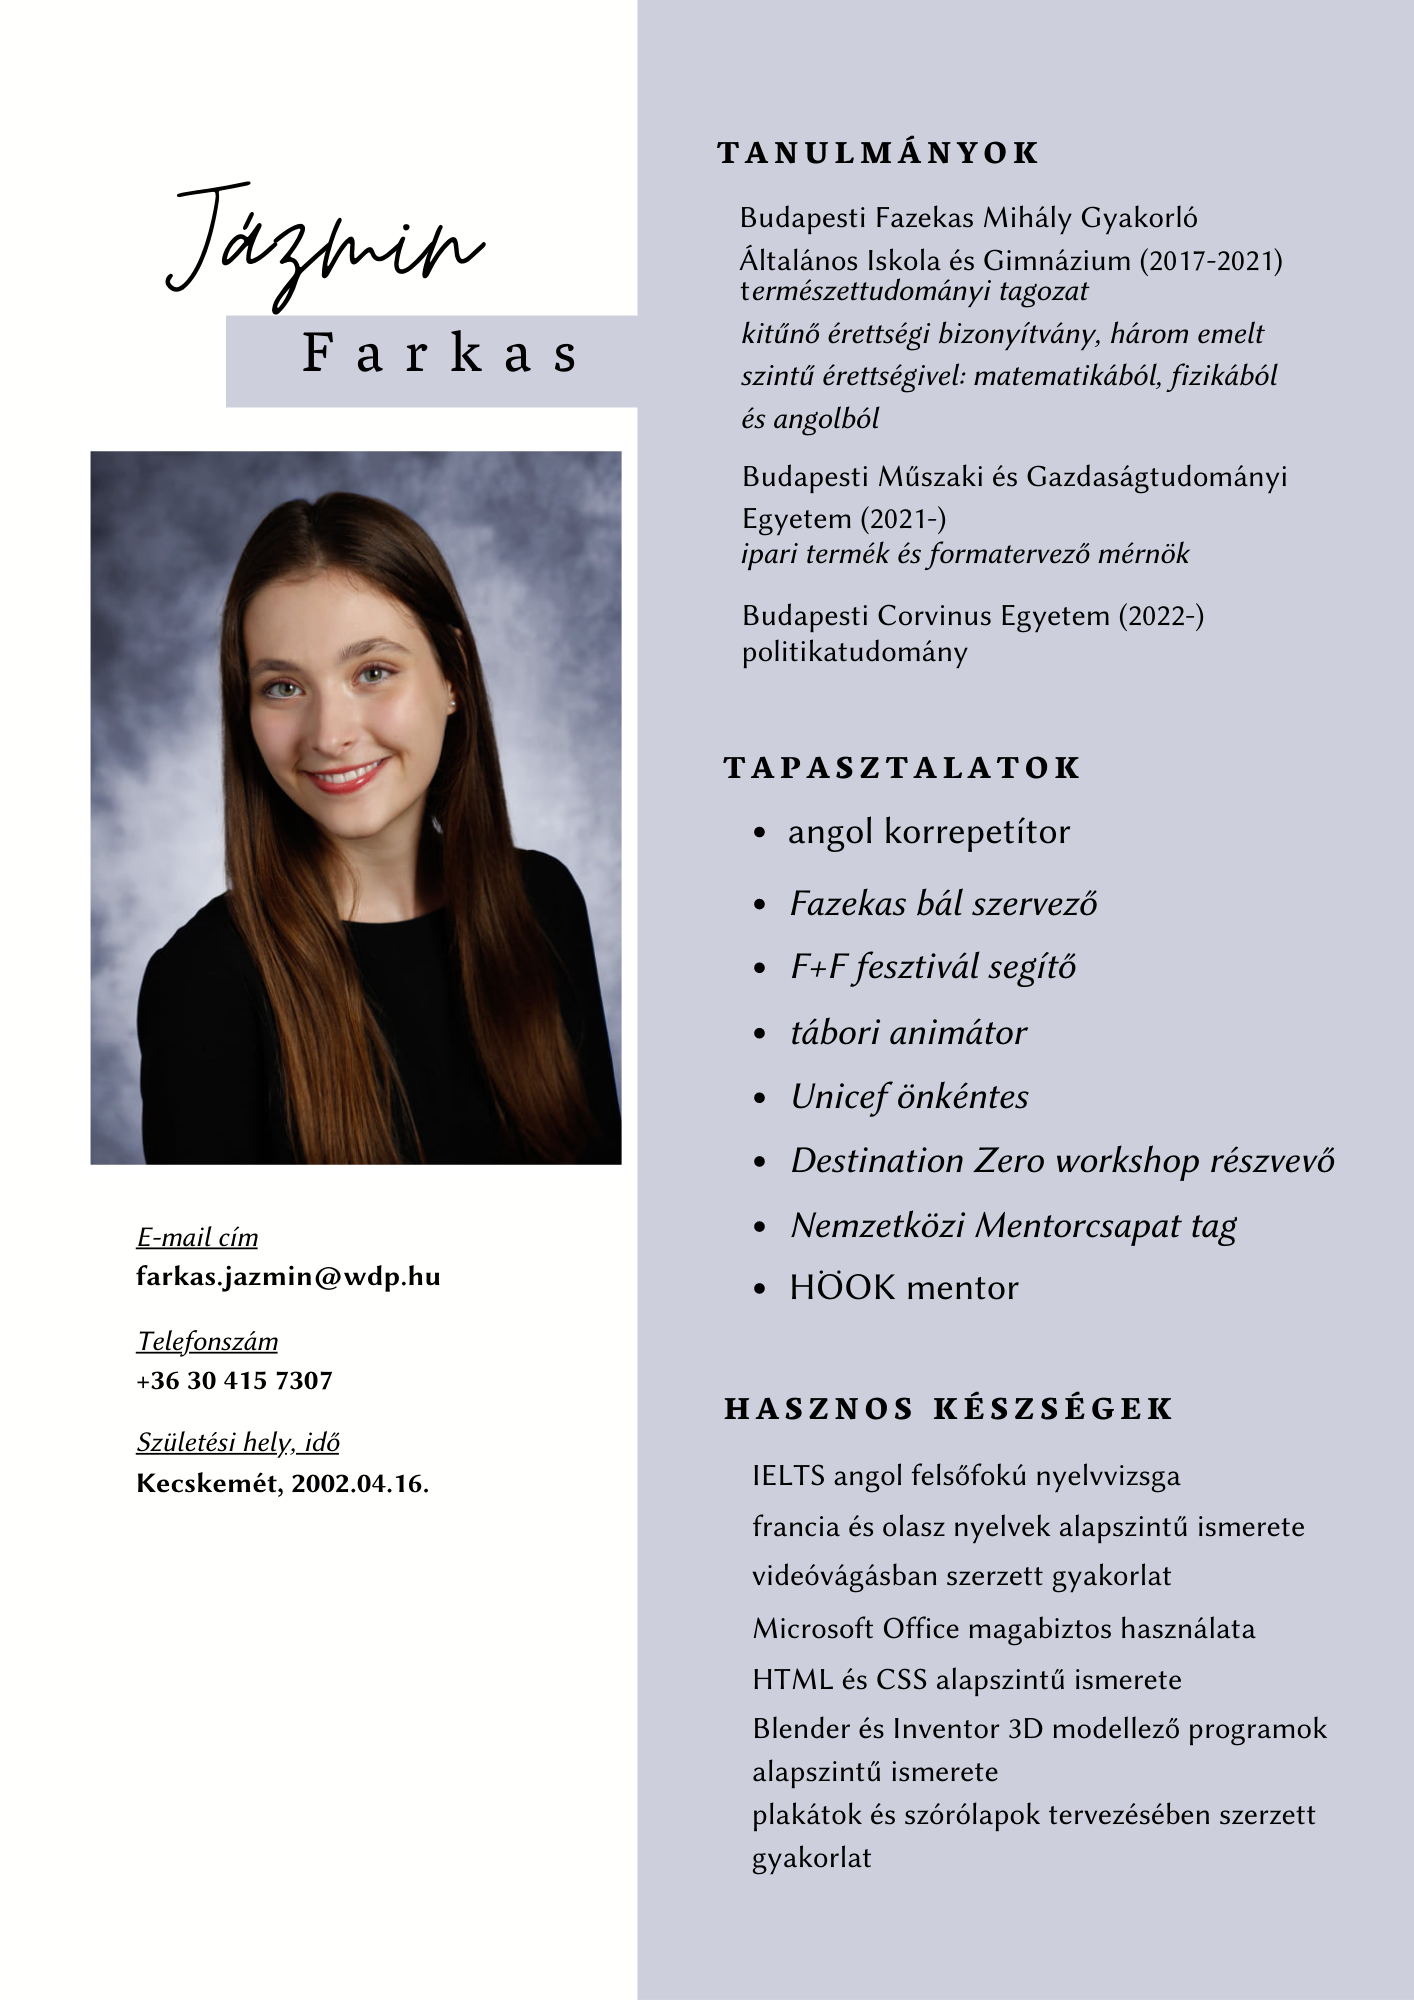 Jázmin
Farkas
E-mail cím
farkas.jazmin@wdp.hu
Telefonszám
+36 30 415 7307
Születési hely, idő
Kecskemét, 2002.04.16.
TANULMÁNYOK
Budapesti Fazekas Mihály Gyakorló
Általános Iskola és Gimnázium (2017-2021)
természettudományi tagozat
kitűnő érettségi bizonyítvány, három emelt
szintű érettségivel: matematikából, fizikából
és angolból
Budapesti Műszaki és Gazdaságtudományi
Egyetem (2021-)
ipari termék és formatervező mérnök
Budapesti Corvinus Egyetem (2022-)
politikatudomány
TAPASZTALATOK
• angol korrepetítor
• Fazekas bál szervező
• F+F fesztivál segítő
• tábori animátor
• Unicef önkéntes
• Destination Zero workshop részvevő
• Nemzetközi Mentorcsapat tag
• HÖOK mentor
HASZNOS KÉSZSÉGEK
IELTS angol felsőfokú nyelvvizsga
francia és olasz nyelvek alapszintű ismerete
videóvágásban szerzett gyakorlat
Microsoft Office magabiztos használata
HTML és CSS alapszintű ismerete
Blender és Inventor 3D modellező programok
alapszintű ismerete
plakátok és szórólapok tervezésében szerzett
gyakorlat